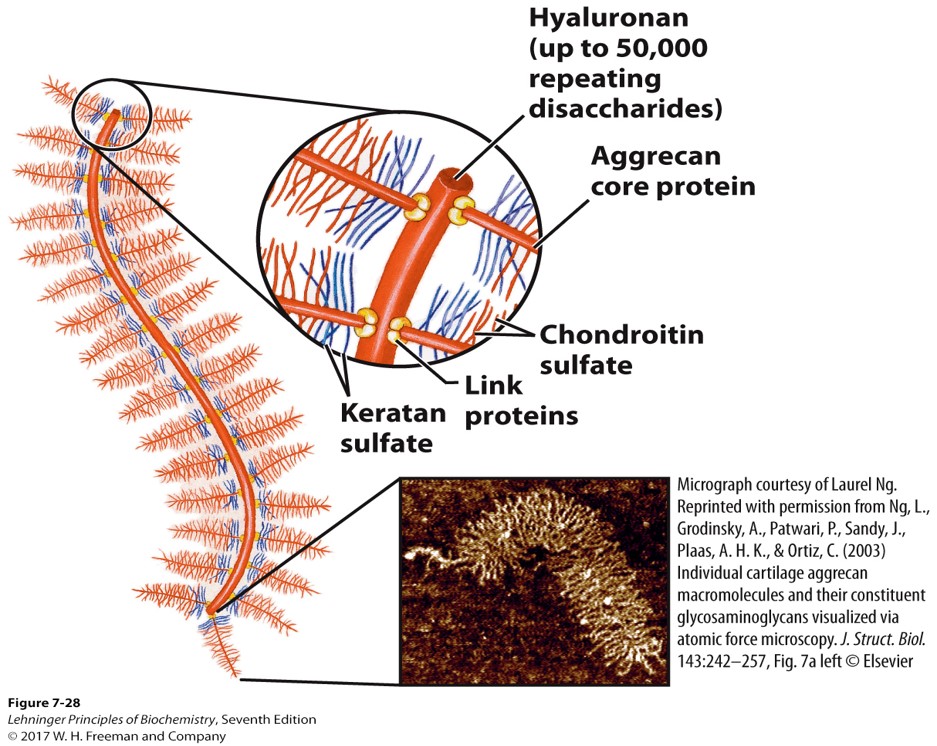 Hyaluronan
(up to 50,000
repeating
disaccharides)
Aggrecan
core protein
Chondroitin
sulfate
Link
proteins
Keratan
sulfate
Micrograph courtesy of Laurel Ng.
Reprinted with permission from Ng, L.,
Grodinsky, A., Patwari, P., Sandy, J.,
Plaas, A. H. K., & Ortiz, C. (2003)
Individual cartilage aggrecan
macromolecules and their constituent
glycosaminoglycans visualized via
atomic force microscopy. J. Struct. Biol.
143:242–257, Fig. 7a left © Elsevier
Figure 7-28
Lehninger Principles of Biochemistry, Seventh Edition
© 2017 W. H. Freeman and Company